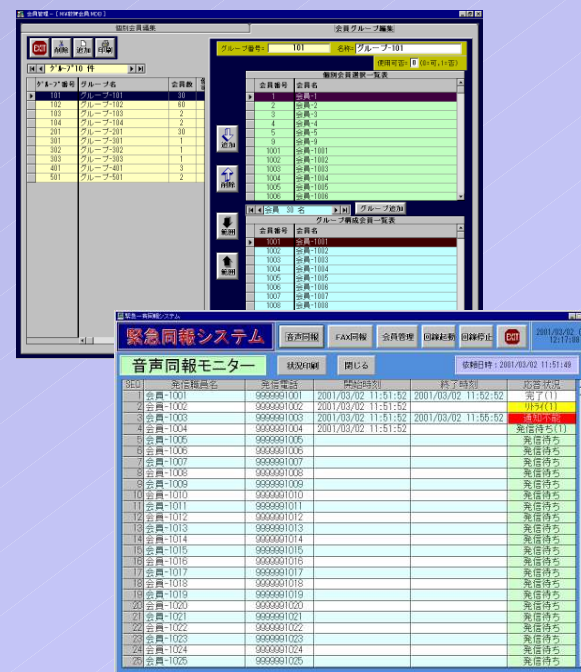 会員管理 - [ NV順警会員.MDD ]
個別会員編集 会員グループ編集
EXIT 削除 追加 印刷
グループ番号= 101 名称= グループ-101
使用可否= 0 (0=可,1=否)
グループ 10 件
グループ番号 グループ名 会員数
101 グループ-101 30
102 グループ-102 60
103 グループ-103 2
104 グループ-104 2
201 グループ-201 30
301 グループ-301 1
302 グループ-302 1
303 グループ-303 1
401 グループ-401 3
501 グループ-501 2
個別会員選択一覧表
会員番号 会員名
1 会員-1
2 会員-2
3 会員-3
4 会員-4
5 会員-5
9 会員-9
1001 会員-1001
1002 会員-1002
1003 会員-1003
1004 会員-1004
1005 会員-1005
1006 会員-1006
追加
削除
範囲
範囲
会員 30 名 グループ追加
グループ構成会員一覧表
会員番号 会員名
1001 会員-1001
1002 会員-1002
1003 会員-1003
1004 会員-1004
1005 会員-1005
1006 会員-1006
1007 会員-1007
1008 会員-1008
緊急一斉同報システム
緊急同報システム 音声同報 FAX同報 会員管理 回線起動 回線停止 EXIT 2001/03/02
12:17:00
音声同報モニター 状況印刷 閉じる 依頼日時:2001/03/02 11:51:49
SEQ 発信職員名 発信電話 開始時刻 終了時刻 応答状況
1 会員-1001 9999991001 2001/03/02 11:51:52 2001/03/02 11:52:52 完了(1)
2 会員-1002 9999991002 2001/03/02 11:51:52 リトライ(1)
3 会員-1003 9999991003 2001/03/02 11:51:52 2001/03/02 11:55:52 通知不能
4 会員-1004 9999991004 2001/03/02 11:51:52 発信待ち(1)
5 会員-1005 9999991005 発信待ち
6 会員-1006 9999991006 発信待ち
7 会員-1007 9999991007 発信待ち
8 会員-1008 9999991008 発信待ち
9 会員-1009 9999991009 発信待ち
10 会員-1010 9999991010 発信待ち
11 会員-1011 9999991011 発信待ち
12 会員-1012 9999991012 発信待ち
13 会員-1013 9999991013 発信待ち
14 会員-1014 9999991014 発信待ち
15 会員-1015 9999991015 発信待ち
16 会員-1016 9999991016 発信待ち
17 会員-1017 9999991017 発信待ち
18 会員-1018 9999991018 発信待ち
19 会員-1019 9999991019 発信待ち
20 会員-1020 9999991020 発信待ち
21 会員-1021 9999991021 発信待ち
22 会員-1022 9999991022 発信待ち
23 会員-1023 9999991023 発信待ち
24 会員-1024 9999991024 発信待ち
25 会員-1025 9999991025 発信待ち